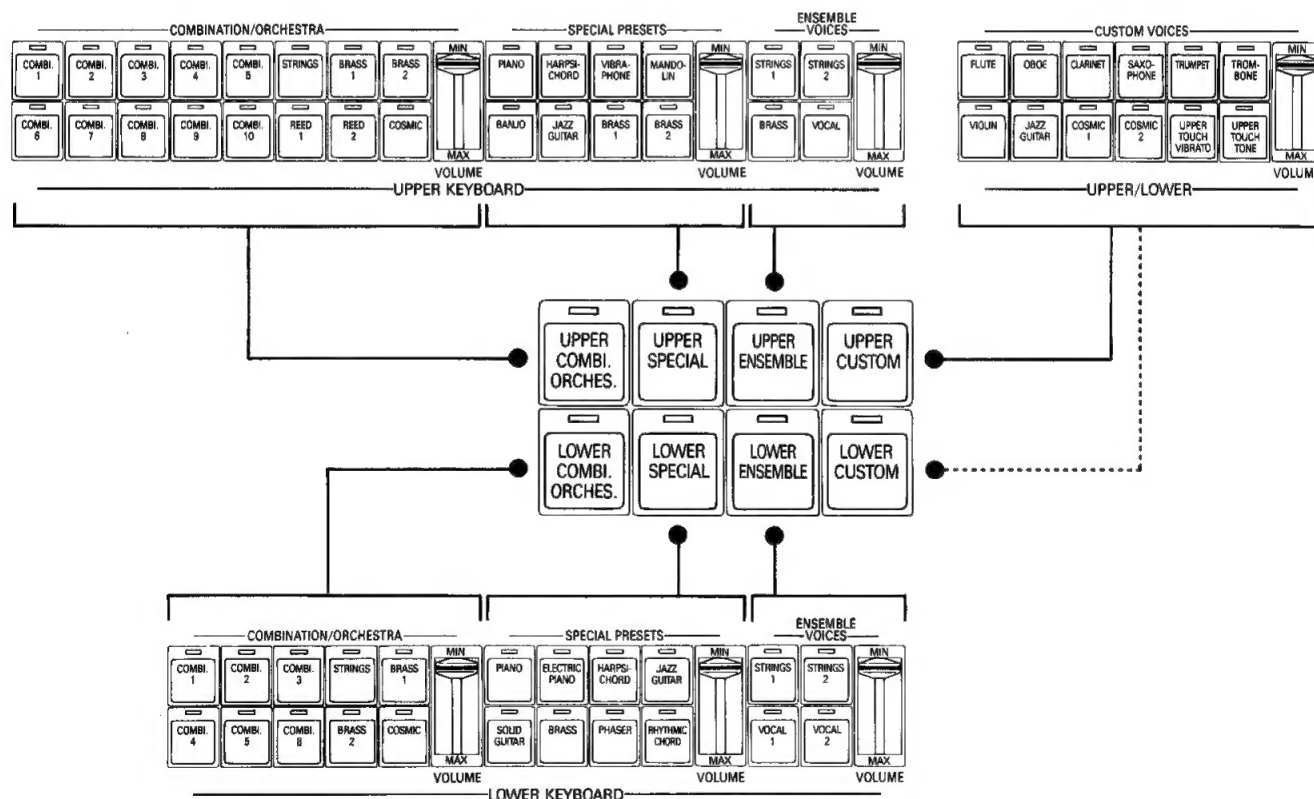 COMBINATION/ORCHESTRA
SPECIAL PRESETS
ENSEMBLE
VOICES
CUSTOM VOICES
COMBI.
1
COMBI.
2
COMBI.
3
COMBI.
4
COMBI.
5
STRINGS
BRASS
1
BRASS
2
MIN
PIANO
HARPSI-
CHORD
VIBRA-
PHONE
MANDO-
LIN
MIN
STRINGS
1
STRINGS
2
MIN
FLUTE
OBOE
CLARINET
SAXO-
PHONE
TRUMPET
TROM-
BONE
MIN
COMBI.
6
COMBI.
7
COMBI.
8
COMBI.
9
COMBI.
10
REED
1
REED
2
COSMIC
MAX
BANJO
JAZZ
GUITAR
BRASS
1
BRASS
2
MAX
BRASS
VOCAL
MAX
VIOLIN
JAZZ
GUITAR
COSMIC
1
COSMIC
2
UPPER
TOUCH
VIBRATO
UPPER
TOUCH
TONE
MAX
VOLUME
VOLUME
VOLUME
VOLUM
UPPER KEYBOARD
UPPER/LOWER
UPPER
COMBI.
ORCHES.
UPPER
SPECIAL
UPPER
ENSEMBLE
UPPER
CUSTOM
LOWER
COMBI.
ORCHES.
LOWER
SPECIAL
LOWER
ENSEMBLE
LOWER
CUSTOM
COMBINATION/ORCHESTRA
SPECIAL PRESETS
ENSEMBLE
VOICES
COMBI.
1
COMBI.
2
COMBI.
3
STRINGS
BRASS
1
MIN
PIANO
ELECTRIC
PIANO
HARPSI-
CHORD
JAZZ
GUITAR
MIN
STRINGS
1
STRINGS
2
MIN
COMBI.
4
COMBI.
5
COMBI.
6
BRASS
2
COSMIC
MAX
SOLID
GUITAR
BRASS
PHASER
RHYTHMIC
CHORD
MAX
VOCAL
1
VOCAL
2
MAX
VOLUME
VOLUME
VOLUME
LOWER KEYBOARD